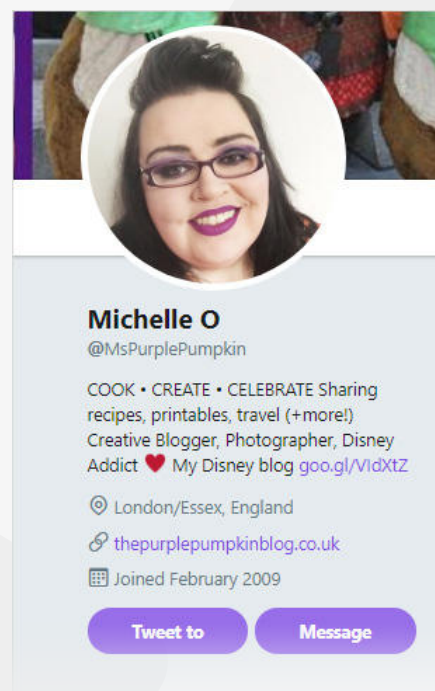 Michelle O
@MsPurplePumpkin
COOK • CREATE • CELEBRATE Sharing
recipes, printables, travel (+more!)
Creative Blogger, Photographer, Disney
Addict ♥ My Disney blog goo.gl/VIdXtZ
London/Essex, England
thepurplepumpkinblog.co.uk
Joined February 2009
Tweet to Message